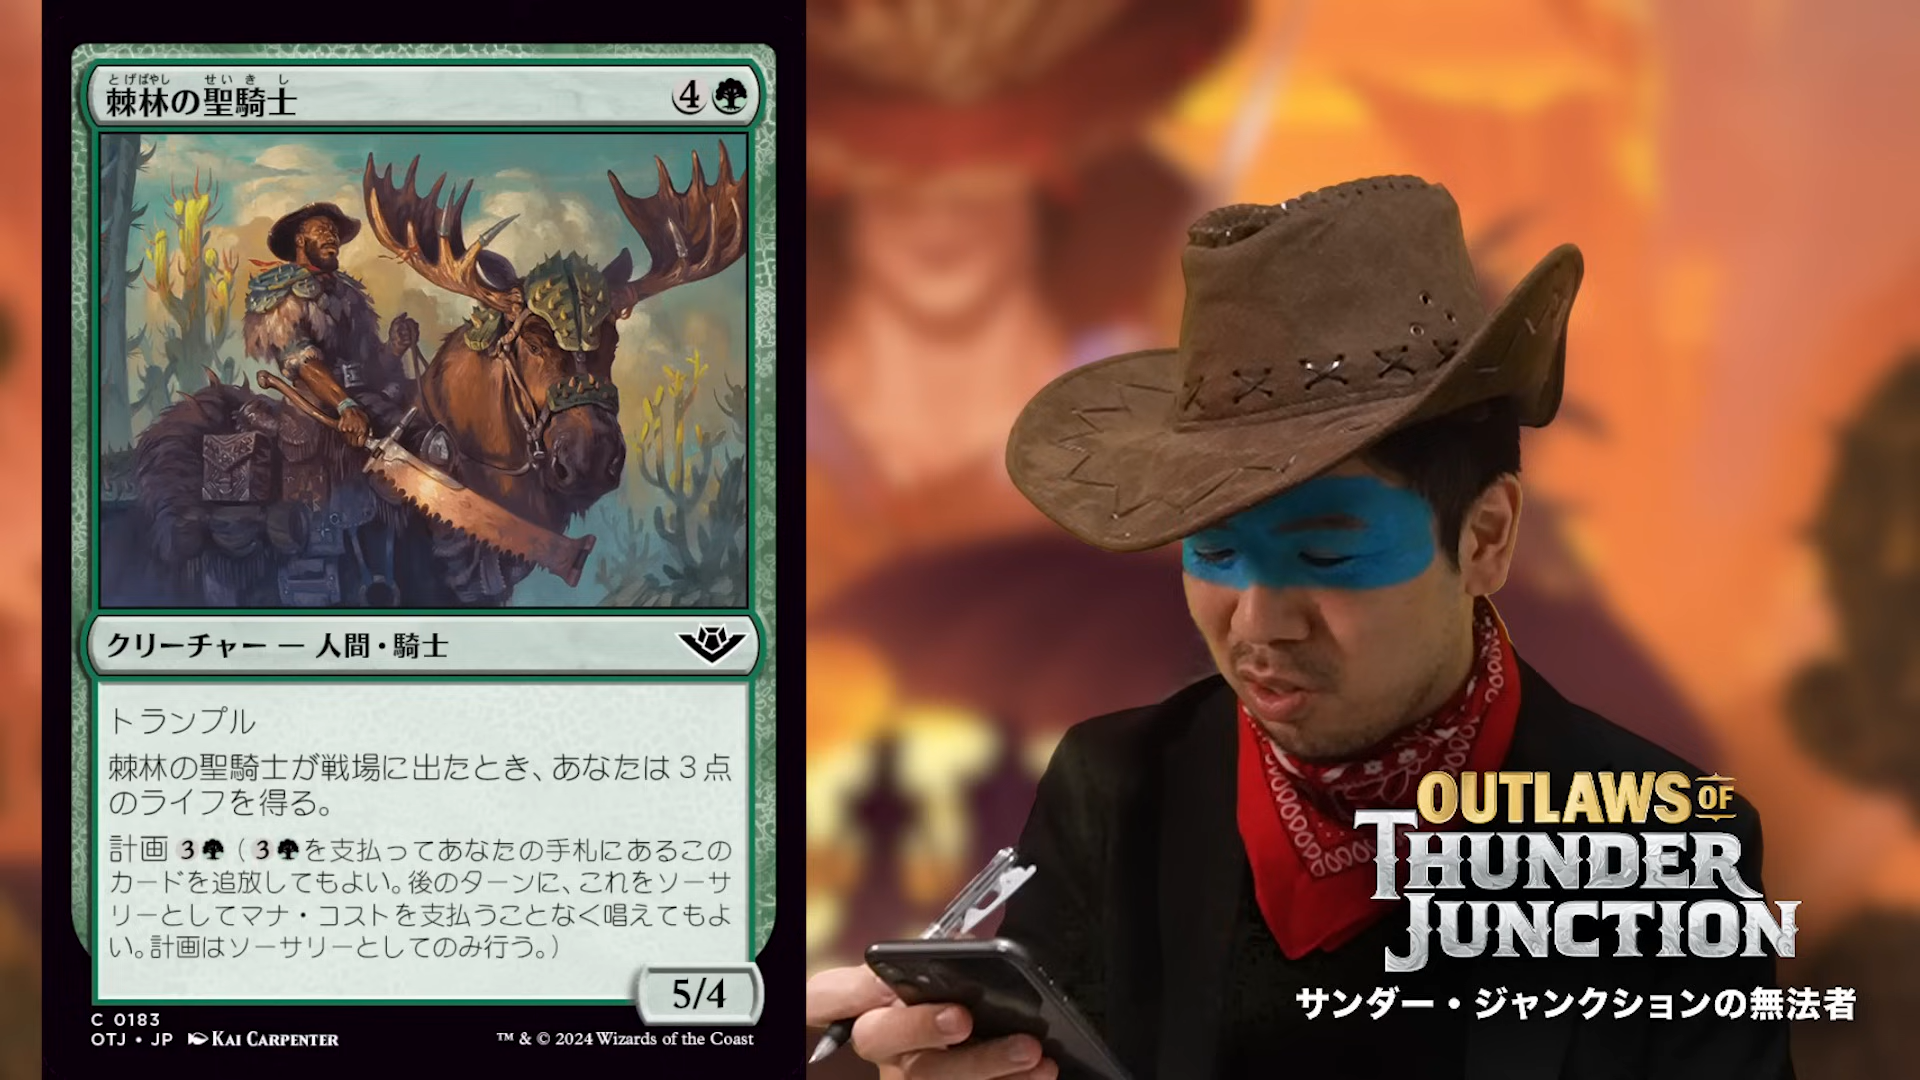 とげばやし せいきし
棘林の聖騎士
4
クリーチャー — 人間・騎士
トランプル
棘林の聖騎士が戦場に出たとき、あなたは3点
のライフを得る。
計画 3 ( 3 を支払ってあなたの手札にあるこの
カードを追放してもよい。後のターンに、これをソーサ
リーとしてマナ・コストを支払うことなく唱えてもよ
い。計画はソーサリーとしてのみ行う。)
5/4
C 0183
OTJ • JP KAI CARPENTER
™ & © 2024 Wizards of the Coast
OUTLAWS OF
THUNDER
JUNCTION
サンダー・ジャンクションの無法者